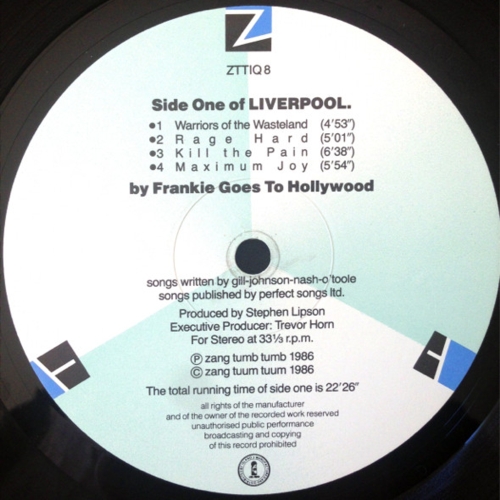 Z
ZTTIQ8
Side One of LIVERPOOL.
•1 Warriors of the Wasteland (4'53")
•2 Rage Hard (5'01")
•3 Kill the Pain (6'38")
•4 Maximum Joy (5'54")
by Frankie Goes To Hollywood
songs written by gill-johnson-nash-o'toole
songs published by perfect songs ltd.
Produced by Stephen Lipson
Executive Producer: Trevor Horn
For Stereo at 33⅓ r.p.m.
Ⓟ zang tumb tumb 1986
© zang tuum tuum 1986
The total running time of side one is 22'26"
all rights of the manufacturer
and of the owner of the recorded work reserved
unauthorised public performance
broadcasting and copying
of this record prohibited